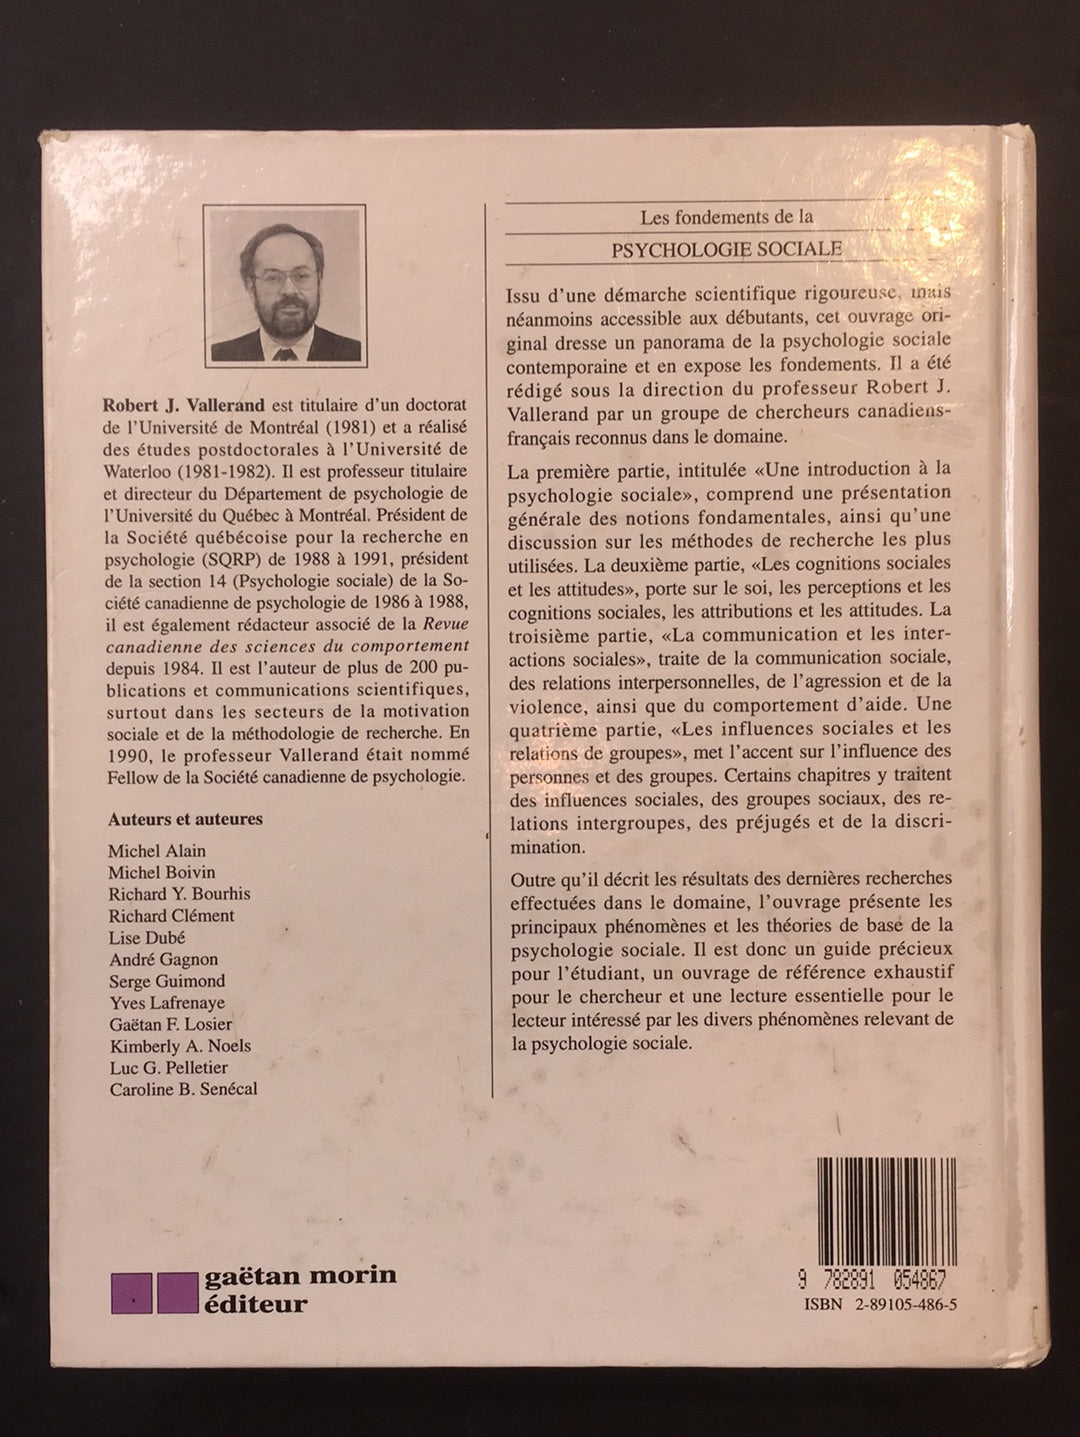 Robert J. Vallerand est titulaire d'un doctorat
de l'Université de Montréal (1981) et a réalisé
des études postdoctorales à l'Université de
Waterloo (1981-1982). Il est professeur titulaire
et directeur du Département de psychologie de
l'Université du Québec à Montréal. Président de
la Société québécoise pour la recherche en
psychologie (SQRP) de 1988 à 1991, président
de la section 14 (Psychologie sociale) de la So-
ciété canadienne de psychologie de 1986 à 1988,
il est également rédacteur associé de la Revue
canadienne des sciences du comportement
depuis 1984. Il est l'auteur de plus de 200 pu-
blications et communications scientifiques,
surtout dans les secteurs de la motivation
sociale et de la méthodologie de recherche. En
1990, le professeur Vallerand était nommé
Fellow de la Société canadienne de psychologie.
Auteurs et auteures
Michel Alain
Michel Boivin
Richard Y. Bourhis
Richard Clément
Lise Dubé
André Gagnon
Serge Guimond
Yves Lafrenaye
Gaëtan F. Losier
Kimberly A. Noels
Luc G. Pelletier
Caroline B. Senécal
Les fondements de la
PSYCHOLOGIE SOCIALE
Issu d'une démarche scientifique rigoureuse, mais
néanmoins accessible aux débutants, cet ouvrage ori-
ginal dresse un panorama de la psychologie sociale
contemporaine et en expose les fondements. Il a été
rédigé sous la direction du professeur Robert J.
Vallerand par un groupe de chercheurs canadiens-
français reconnus dans le domaine.
La première partie, intitulée «Une introduction à la
psychologie sociale», comprend une présentation
générale des notions fondamentales, ainsi qu'une
discussion sur les méthodes de recherche les plus
utilisées. La deuxième partie, «Les cognitions sociales
et les attitudes», porte sur le soi, les perceptions et les
cognitions sociales, les attributions et les attitudes. La
troisième partie, «La communication et les inter-
actions sociales», traite de la communication sociale,
des relations interpersonnelles, de l'agression et de la
violence, ainsi que du comportement d'aide. Une
quatrième partie, «Les influences sociales et les
relations de groupes», met l'accent sur l'influence des
personnes et des groupes. Certains chapitres y traitent
des influences sociales, des groupes sociaux, des re-
lations intergroupes, des préjugés et de la discri-
mination.
Outre qu'il décrit les résultats des dernières recherches
effectuées dans le domaine, l'ouvrage présente les
principaux phénomènes et les théories de base de la
psychologie sociale. Il est donc un guide précieux
pour l'étudiant, un ouvrage de référence exhaustif
pour le chercheur et une lecture essentielle pour le
lecteur intéressé par les divers phénomènes relevant de
la psychologie sociale.
gaëtan morin
éditeur
9 782891 054867
ISBN 2-89105-486-5